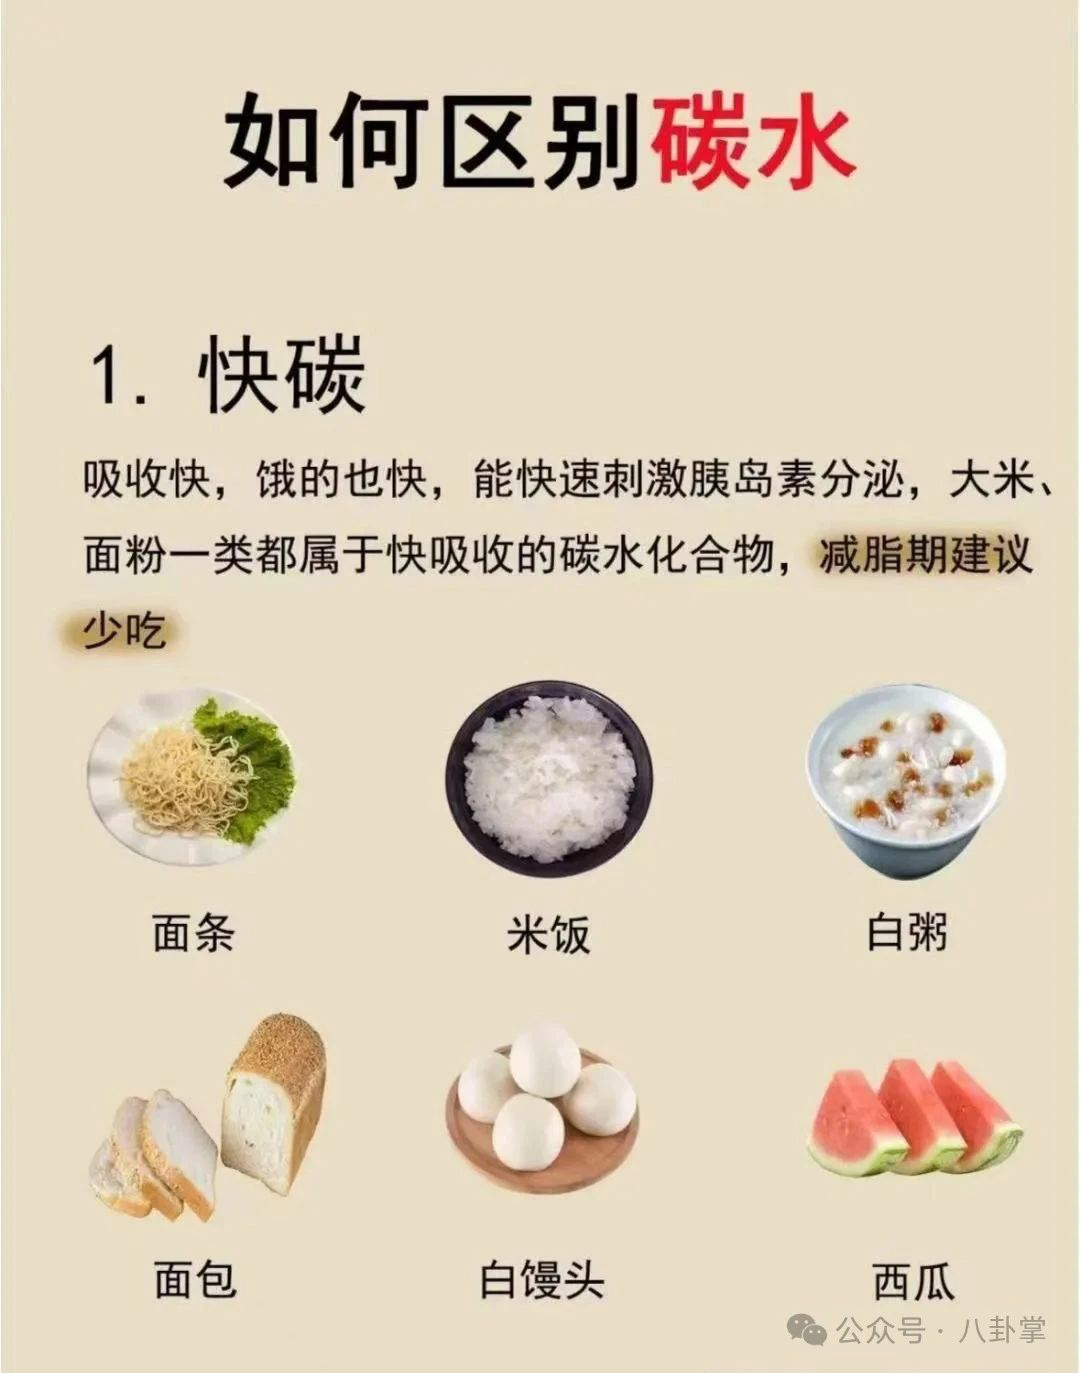 如何区别碳水
1. 快碳
吸收快，饿的也快，能快速刺激胰岛素分泌，大米、
面粉一类都属于快吸收的碳水化合物，减脂期建议
少吃
面条 米饭 白粥
面包 白馒头 西瓜
公众号·八卦掌